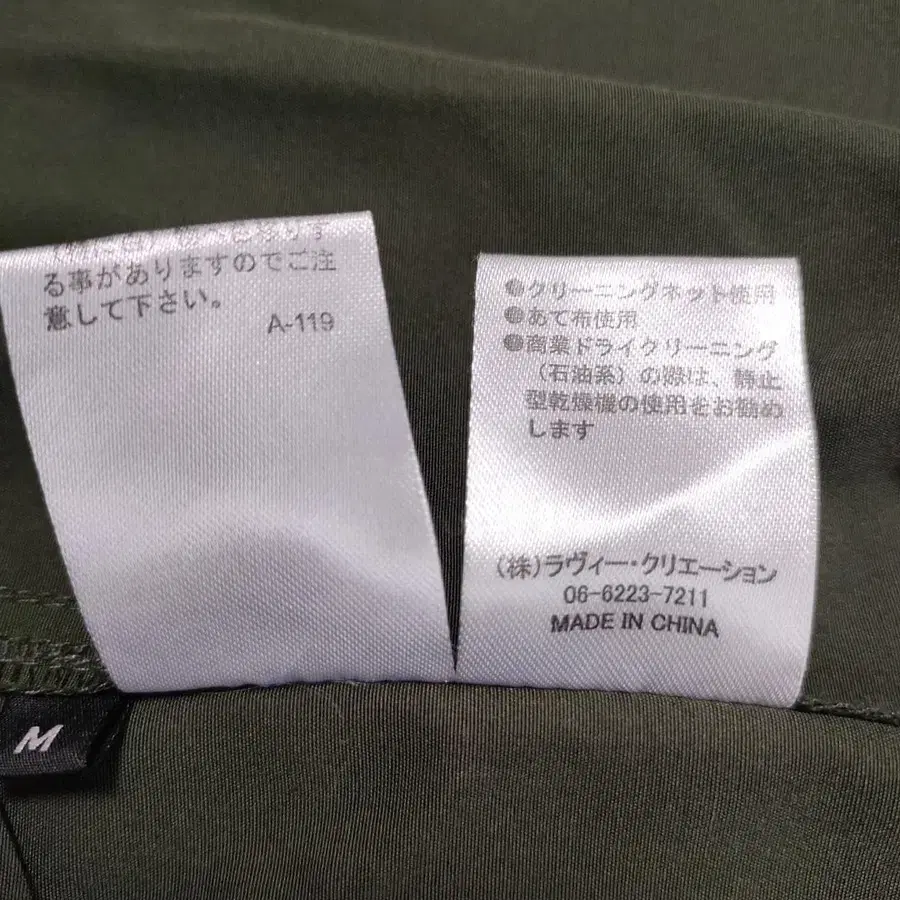 る事がありますのでご注
意して下さい。
A-119
●クリーニングネット使用
●あて布使用
●商業ドライクリーニング
（石油系）の際は、静止
型乾燥機の使用をお勧め
します
(株)ラヴィー・クリエーション
06-6223-7211
MADE IN CHINA
M